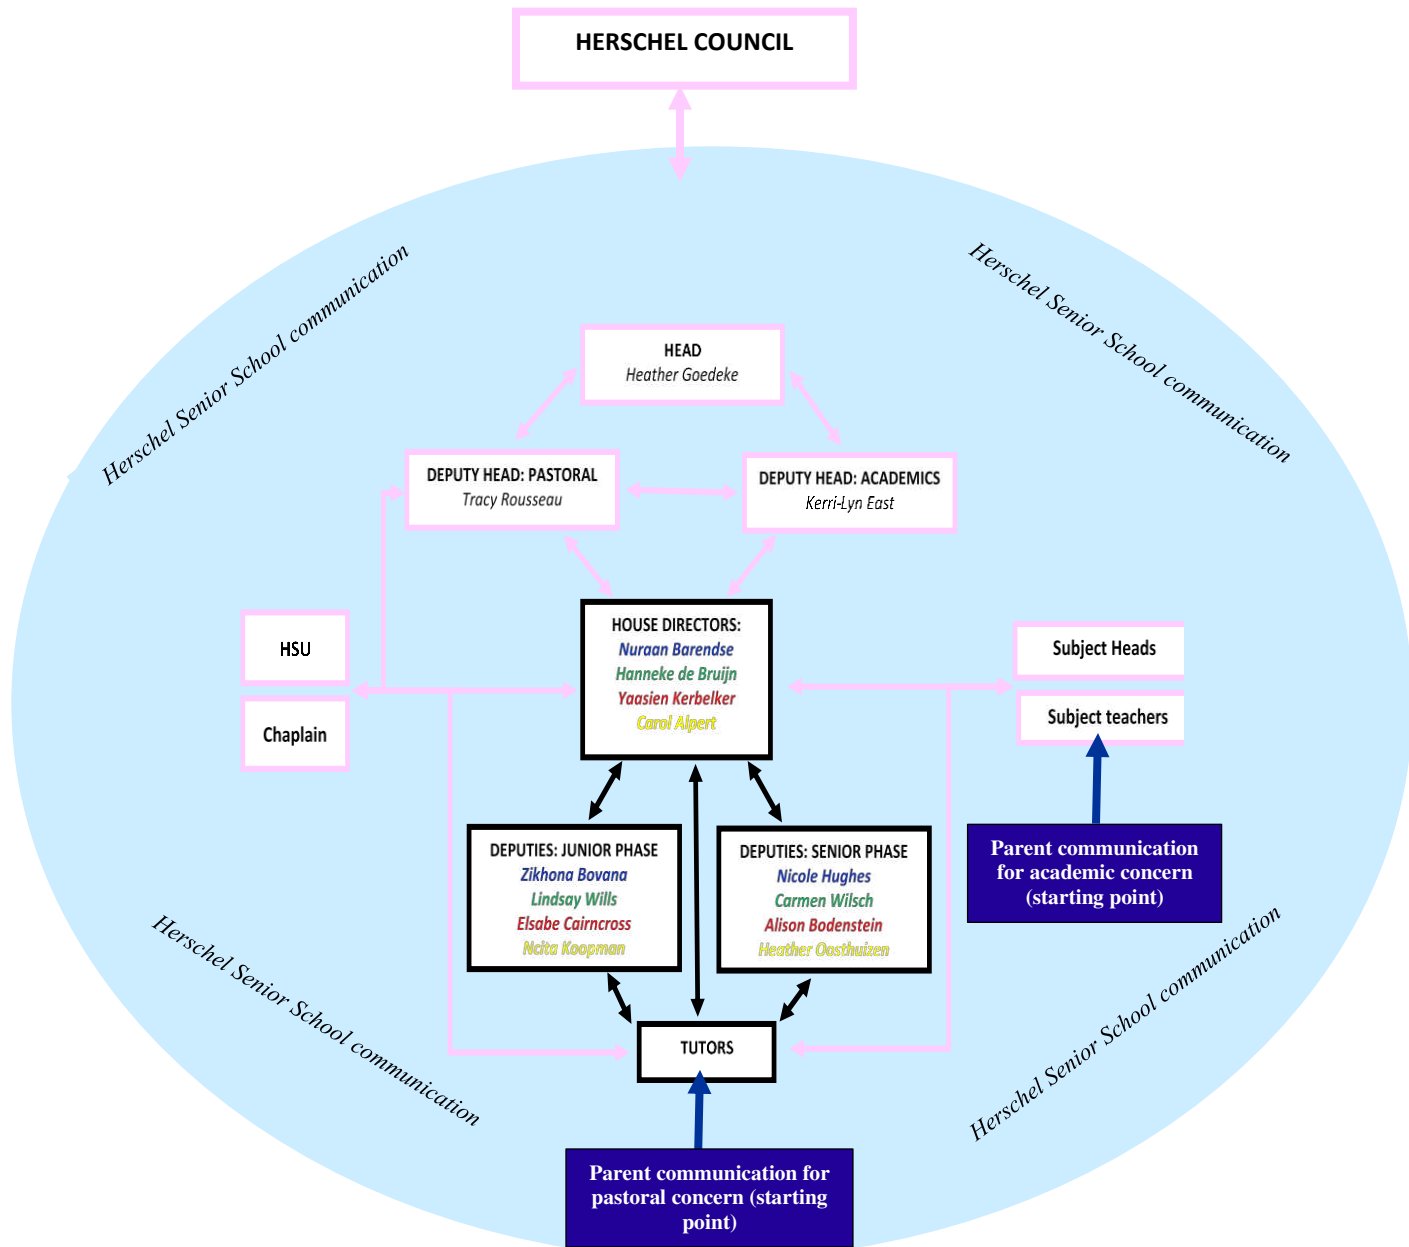 HERSCHEL COUNCIL
Herschel Senior School communication
Herschel Senior School communication
HEAD
Heather Goedeke
DEPUTY HEAD: PASTORAL
Tracy Rousseau
DEPUTY HEAD: ACADEMICS
Kerri-Lyn East
HOUSE DIRECTORS:
Nuraan Barendse
Hanneke de Bruijn
Yaasien Kerbelker
Carol Alpert
HSU
Chaplain
Subject Heads
Subject teachers
DEPUTIES: JUNIOR PHASE
Zikhona Bovana
Lindsay Wills
Elsabe Cairncross
Ncita Koopman
DEPUTIES: SENIOR PHASE
Nicole Hughes
Carmen Wilsch
Alison Bodenstein
Heather Oosthuizen
Parent communication
for academic concern
(starting point)
Herschel Senior School communication
Herschel Senior School communication
TUTORS
Parent communication for
pastoral concern (starting
point)